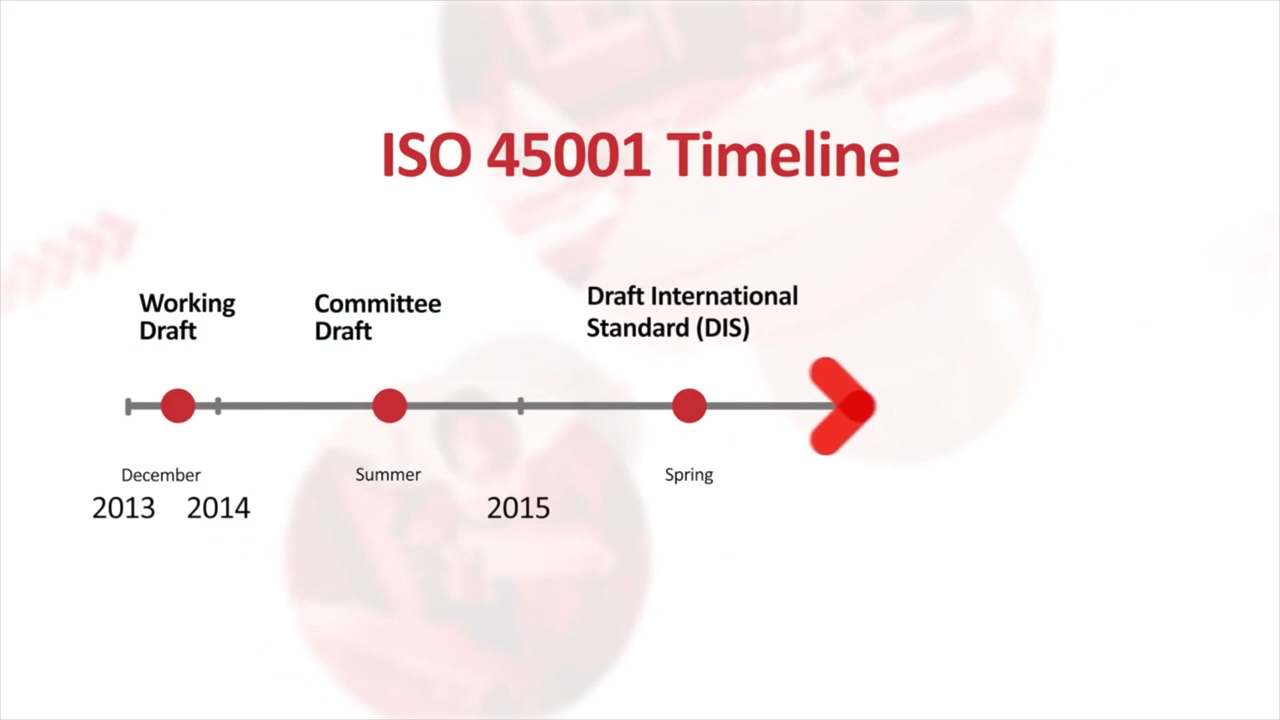 ISO 45001 Timeline
Working
Draft
Committee
Draft
Draft International
Standard (DIS)
December
Summer
Spring
2013
2014
2015